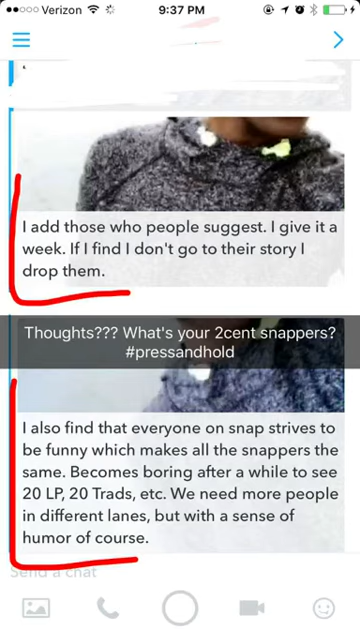 Verizon
9:37 PM
I add those who people suggest. I give it a
week. If I find I don't go to their story I
drop them.
Thoughts??? What's your 2cent snappers?
#pressandhold
I also find that everyone on snap strives to
be funny which makes all the snappers the
same. Becomes boring after a while to see
20 LP, 20 Trads, etc. We need more people
in different lanes, but with a sense of
humor of course.
Send a chat